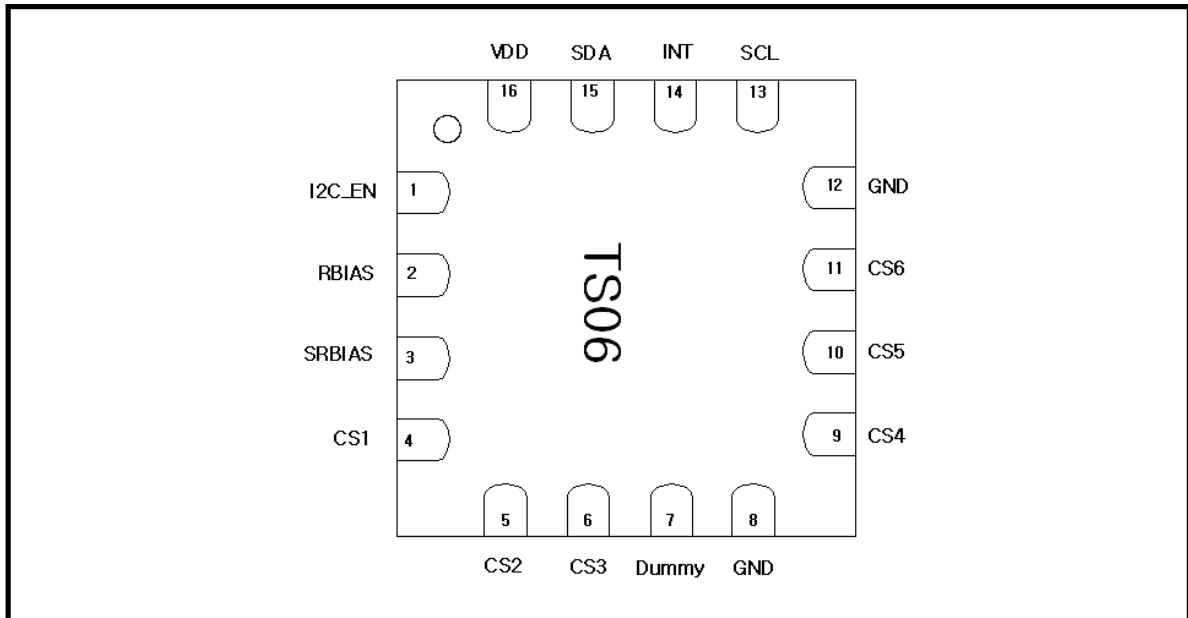 VDD SDA INT SCL
16 15 14 13
I2C_EN 1 12 GND
RBIAS 2 11 CS6
TS06
SRBIAS 3 10 CS5
CS1 4 9 CS4
5 6 7 8
CS2 CS3 Dummy GND